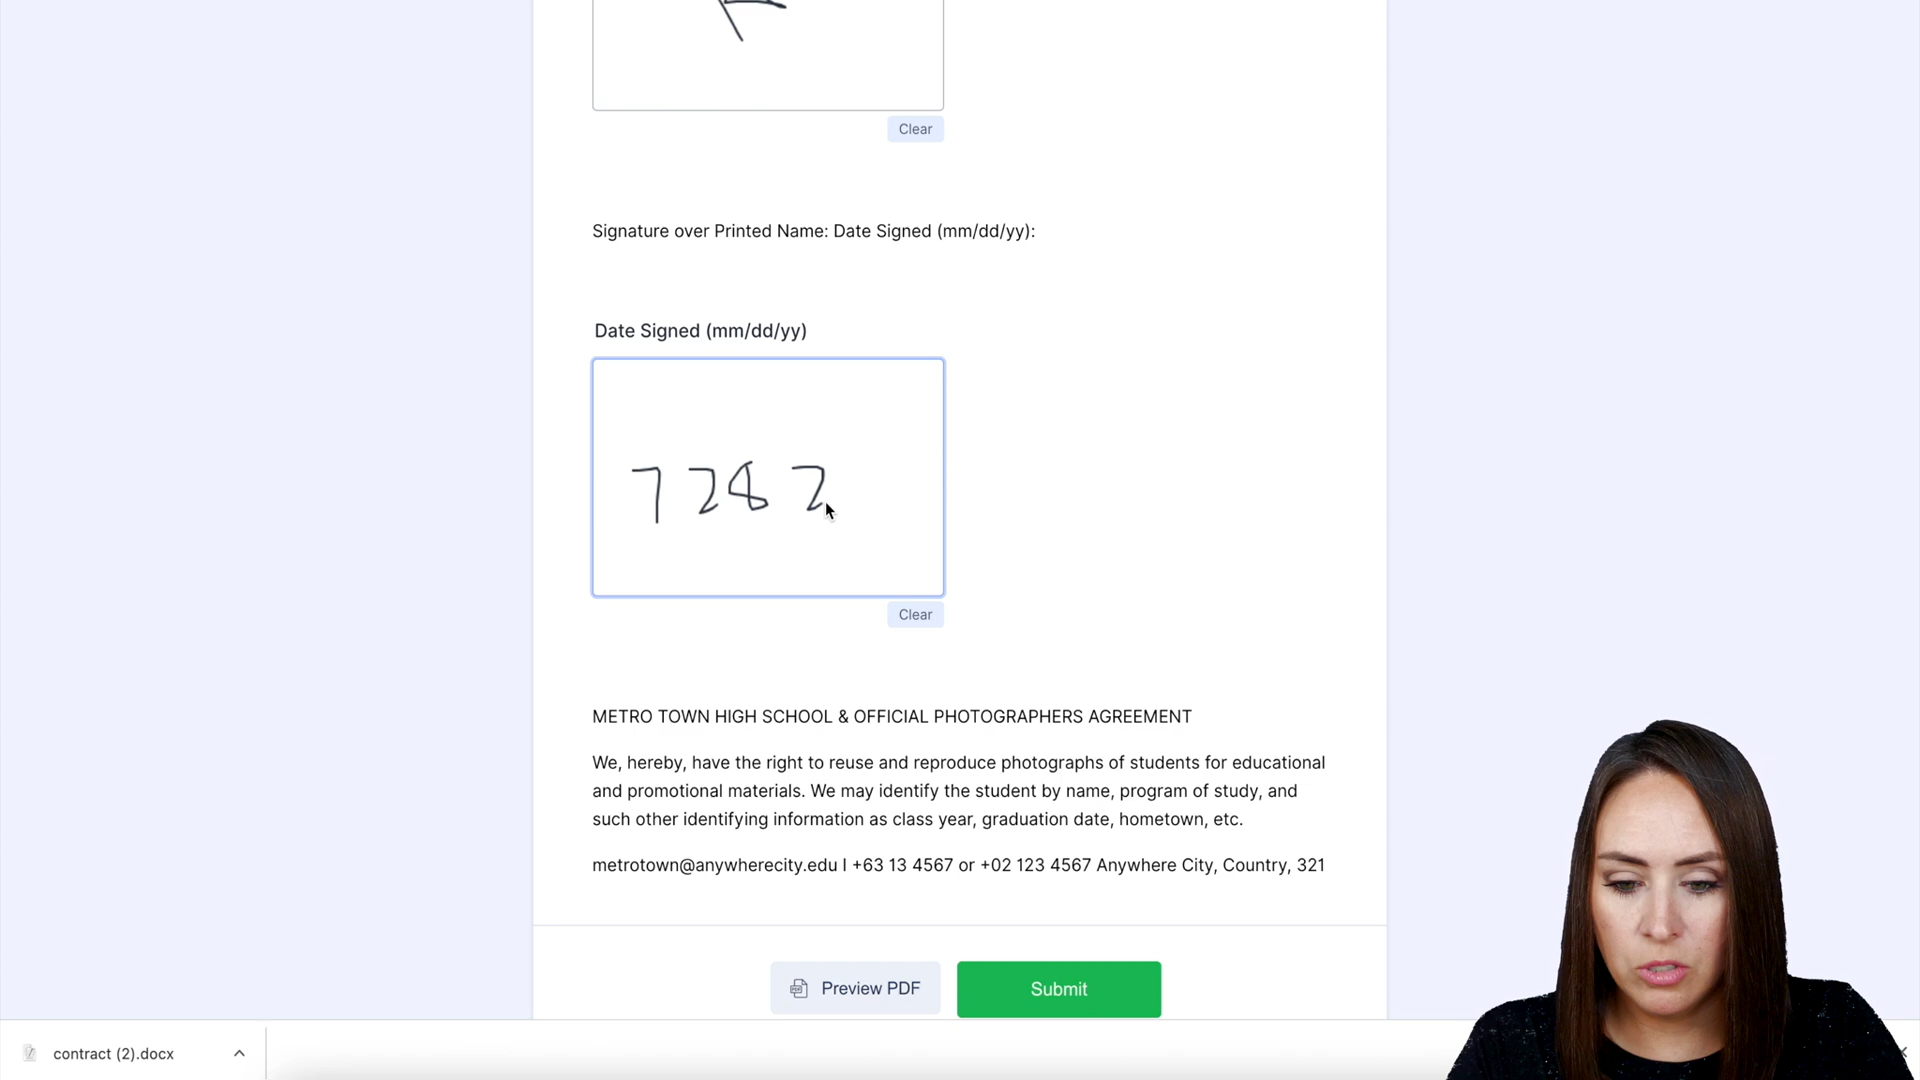 Clear
Signature over Printed Name: Date Signed (mm/dd/yy):
Date Signed (mm/dd/yy)
7 28 2
Clear
METRO TOWN HIGH SCHOOL & OFFICIAL PHOTOGRAPHERS AGREEMENT
We, hereby, have the right to reuse and reproduce photographs of students for educational
and promotional materials. We may identify the student by name, program of study, and
such other identifying information as class year, graduation date, hometown, etc.
metrotown@anywherecity.edu I +63 13 4567 or +02 123 4567 Anywhere City, Country, 321
Preview PDF
Submit
contract (2).docx